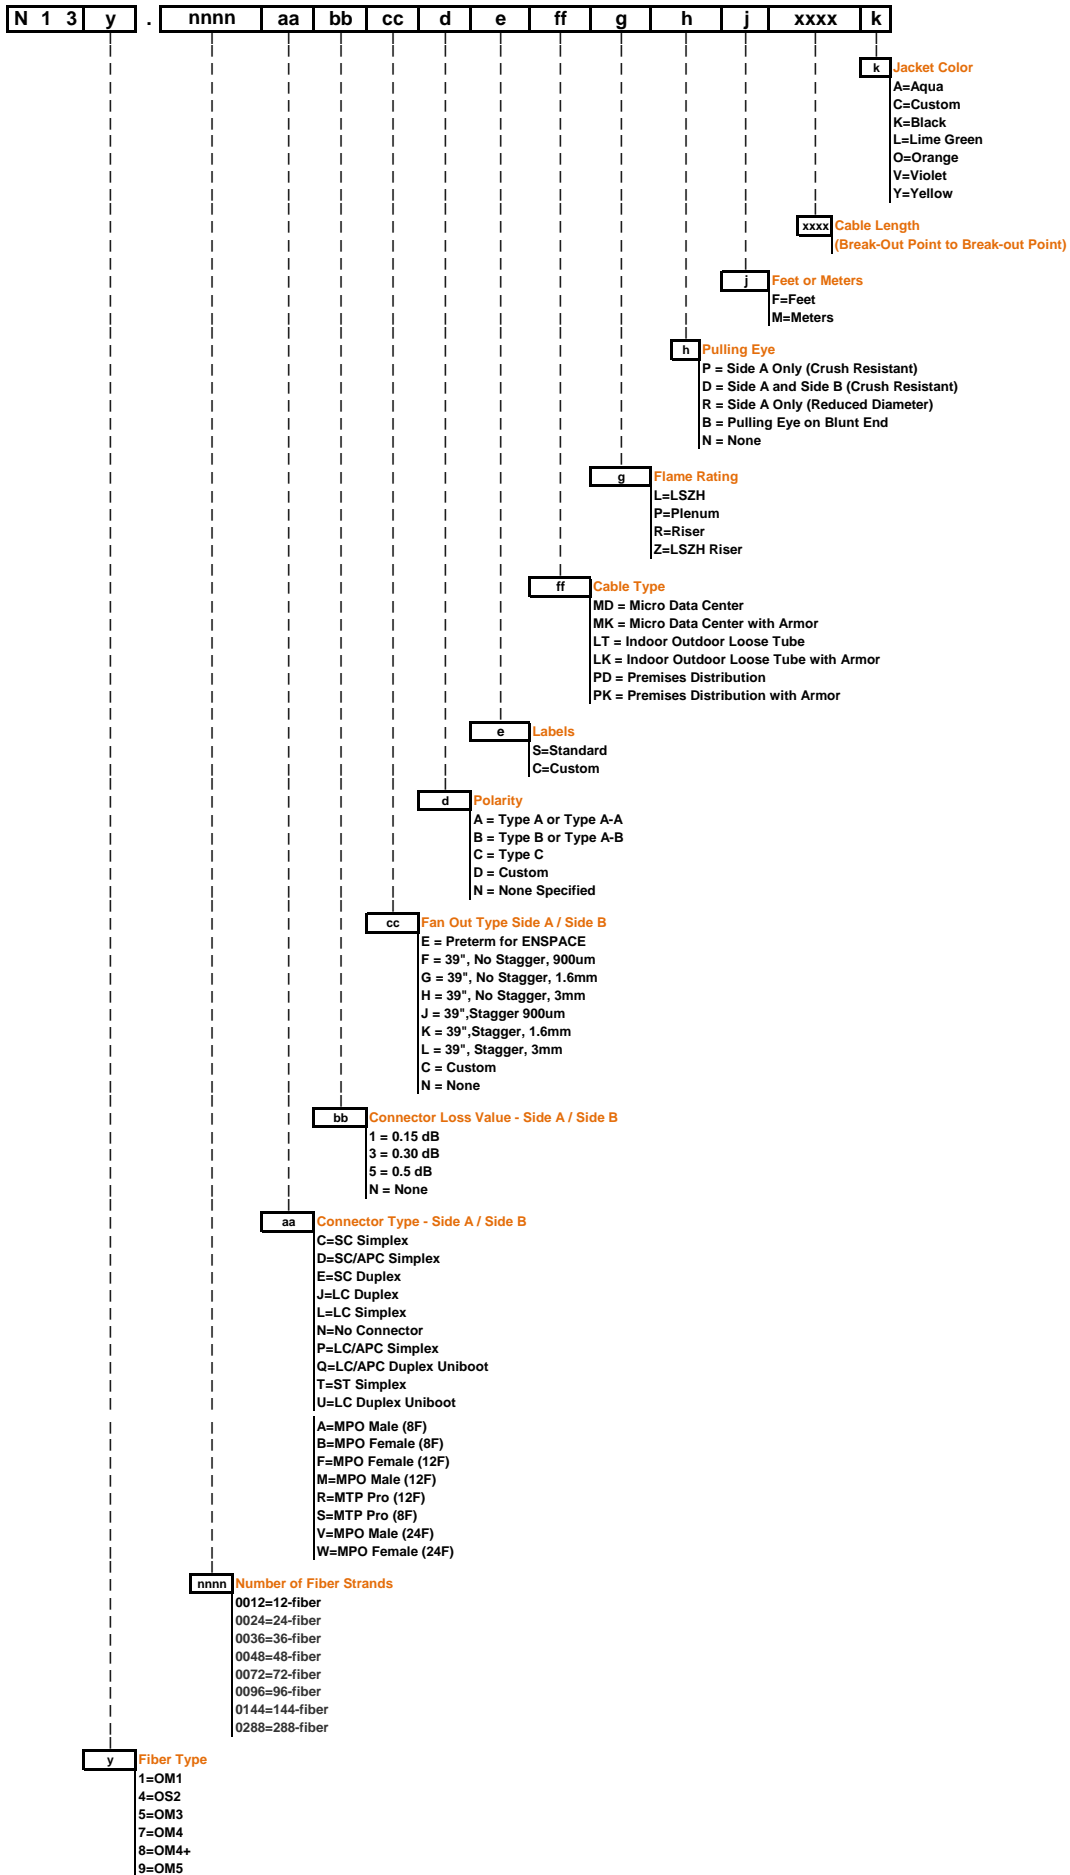 N 1 3 y . nnnn aa bb cc d e ff g h j xxxx k
k Jacket Color
A=Aqua
C=Custom
K=Black
L=Lime Green
O=Orange
V=Violet
Y=Yellow
xxxx Cable Length
(Break-Out Point to Break-out Point)
j Feet or Meters
F=Feet
M=Meters
h Pulling Eye
P = Side A Only (Crush Resistant)
D = Side A and Side B (Crush Resistant)
R = Side A Only (Reduced Diameter)
B = Pulling Eye on Blunt End
N = None
g Flame Rating
L=LSZH
P=Plenum
R=Riser
Z=LSZH Riser
ff Cable Type
MD = Micro Data Center
MK = Micro Data Center with Armor
LT = Indoor Outdoor Loose Tube
LK = Indoor Outdoor Loose Tube with Armor
PD = Premises Distribution
PK = Premises Distribution with Armor
e Labels
S=Standard
C=Custom
d Polarity
A = Type A or Type A-A
B = Type B or Type A-B
C = Type C
D = Custom
N = None Specified
cc Fan Out Type Side A / Side B
E = Preterm for ENSPACE
F = 39", No Stagger, 900um
G = 39", No Stagger, 1.6mm
H = 39", No Stagger, 3mm
J = 39",Stagger 900um
K = 39",Stagger, 1.6mm
L = 39", Stagger, 3mm
C = Custom
N = None
bb Connector Loss Value - Side A / Side B
1 = 0.15 dB
3 = 0.30 dB
5 = 0.5 dB
N = None
aa Connector Type - Side A / Side B
C=SC Simplex
D=SC/APC Simplex
E=SC Duplex
J=LC Duplex
L=LC Simplex
N=No Connector
P=LC/APC Simplex
Q=LC/APC Duplex Uniboot
T=ST Simplex
U=LC Duplex Uniboot
A=MPO Male (8F)
B=MPO Female (8F)
F=MPO Female (12F)
M=MPO Male (12F)
R=MTP Pro (12F)
S=MTP Pro (8F)
V=MPO Male (24F)
W=MPO Female (24F)
nnnn Number of Fiber Strands
0012=12-fiber
0024=24-fiber
0036=36-fiber
0048=48-fiber
0072=72-fiber
0096=96-fiber
0144=144-fiber
0288=288-fiber
y Fiber Type
1=OM1
4=OS2
5=OM3
7=OM4
8=OM4+
9=OM5